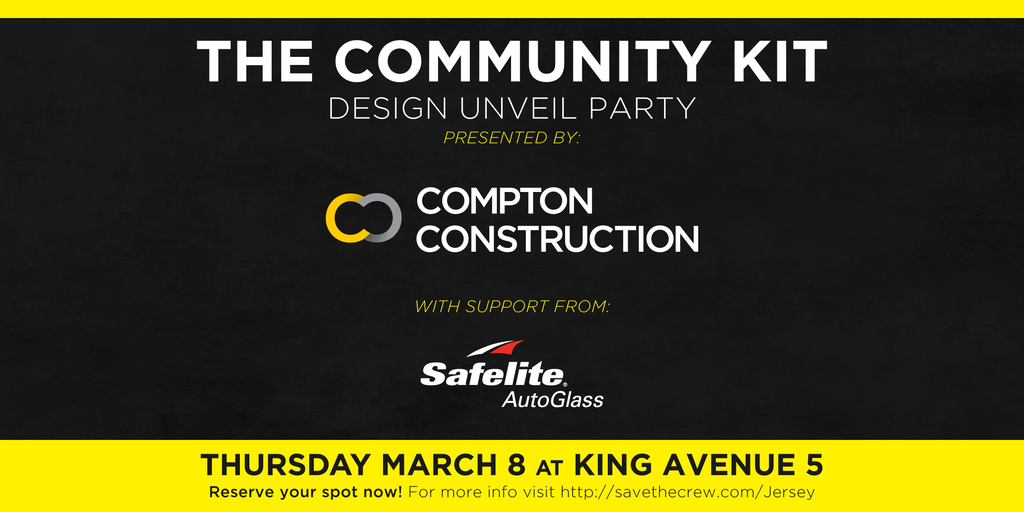 THE COMMUNITY KIT
DESIGN UNVEIL PARTY
PRESENTED BY:
COMPTON
CONSTRUCTION
WITH SUPPORT FROM:
Safelite®
AutoGlass
THURSDAY MARCH 8 AT KING AVENUE 5
Reserve your spot now! For more info visit http://savethecrew.com/Jersey